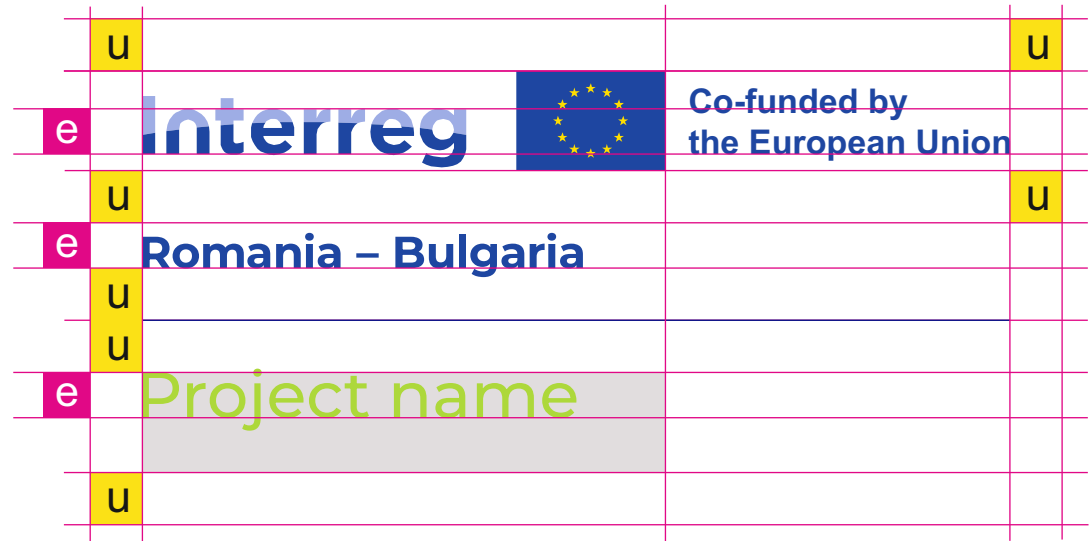 u u
Interreg
Co-funded by
the European Union
e
u u
e
Romania – Bulgaria
u
u
e
Project name
u